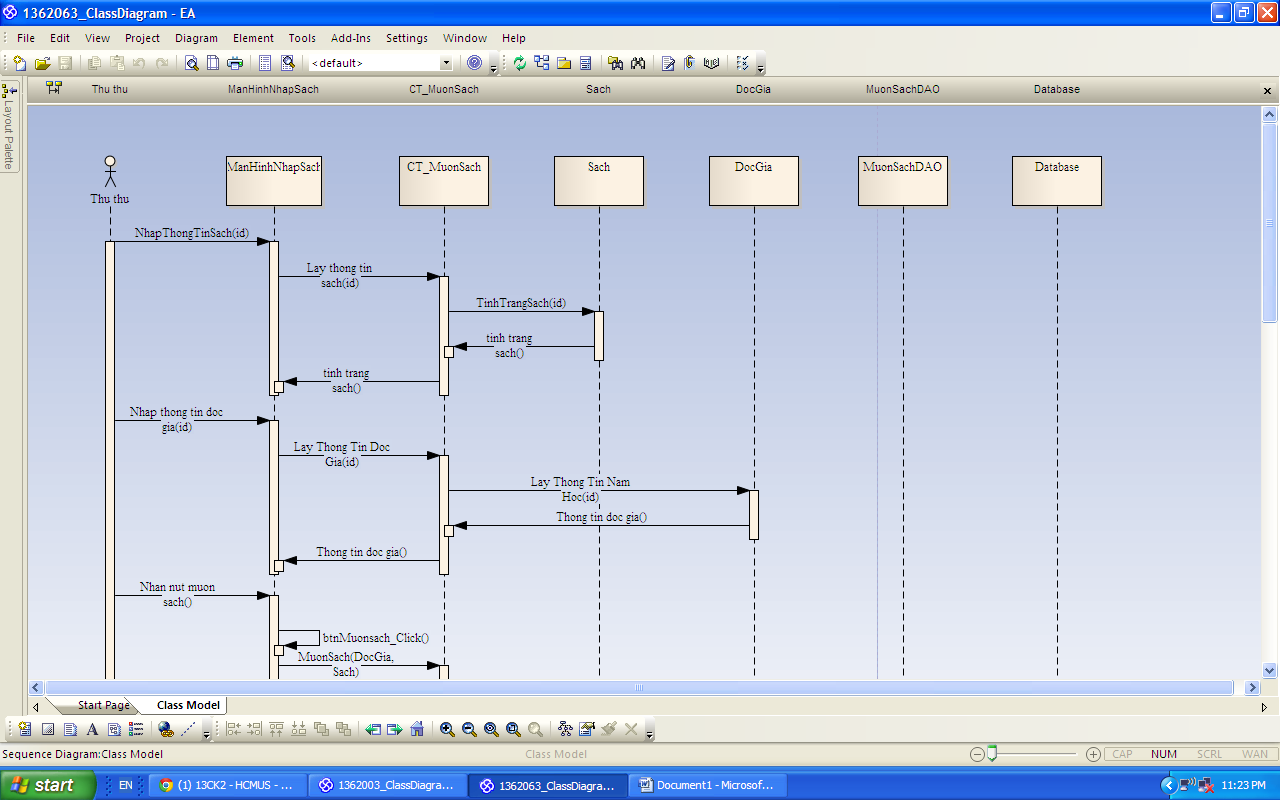 1362063_ClassDiagram - EA
File Edit View Project Diagram Element Tools Add-Ins Settings Window Help
<default>
Layout Palette
Thu thu ManHinhNhapSach CT_MuonSach Sach DocGia MuonSachDAO Database
ManHinhNhapSach CT_MuonSach Sach DocGia MuonSachDAO Database
Thu thu
NhapThongTinSach(id)
Lay thong tin
sach(id)
TinhTrangSach(id)
tinh trang
sach()
tinh trang
sach()
Nhap thong tin doc
gia(id)
Lay Thong Tin Doc
Gia(id)
Lay Thong Tin Nam
Hoc(id)
Thong tin doc gia()
Thong tin doc gia()
Nhan nut muon
sach()
btnMuonsach_Click()
MuonSach(DocGia,
Sach)
Start Page Class Model
Sequence Diagram:Class Model Class Model CAP NUM SCRL WAN
start EN (1) 13CK2 - HCMUS - ... 1362003_ClassDiagra... 1362063_ClassDiagra... Document1 - Microsof... 11:23 PM